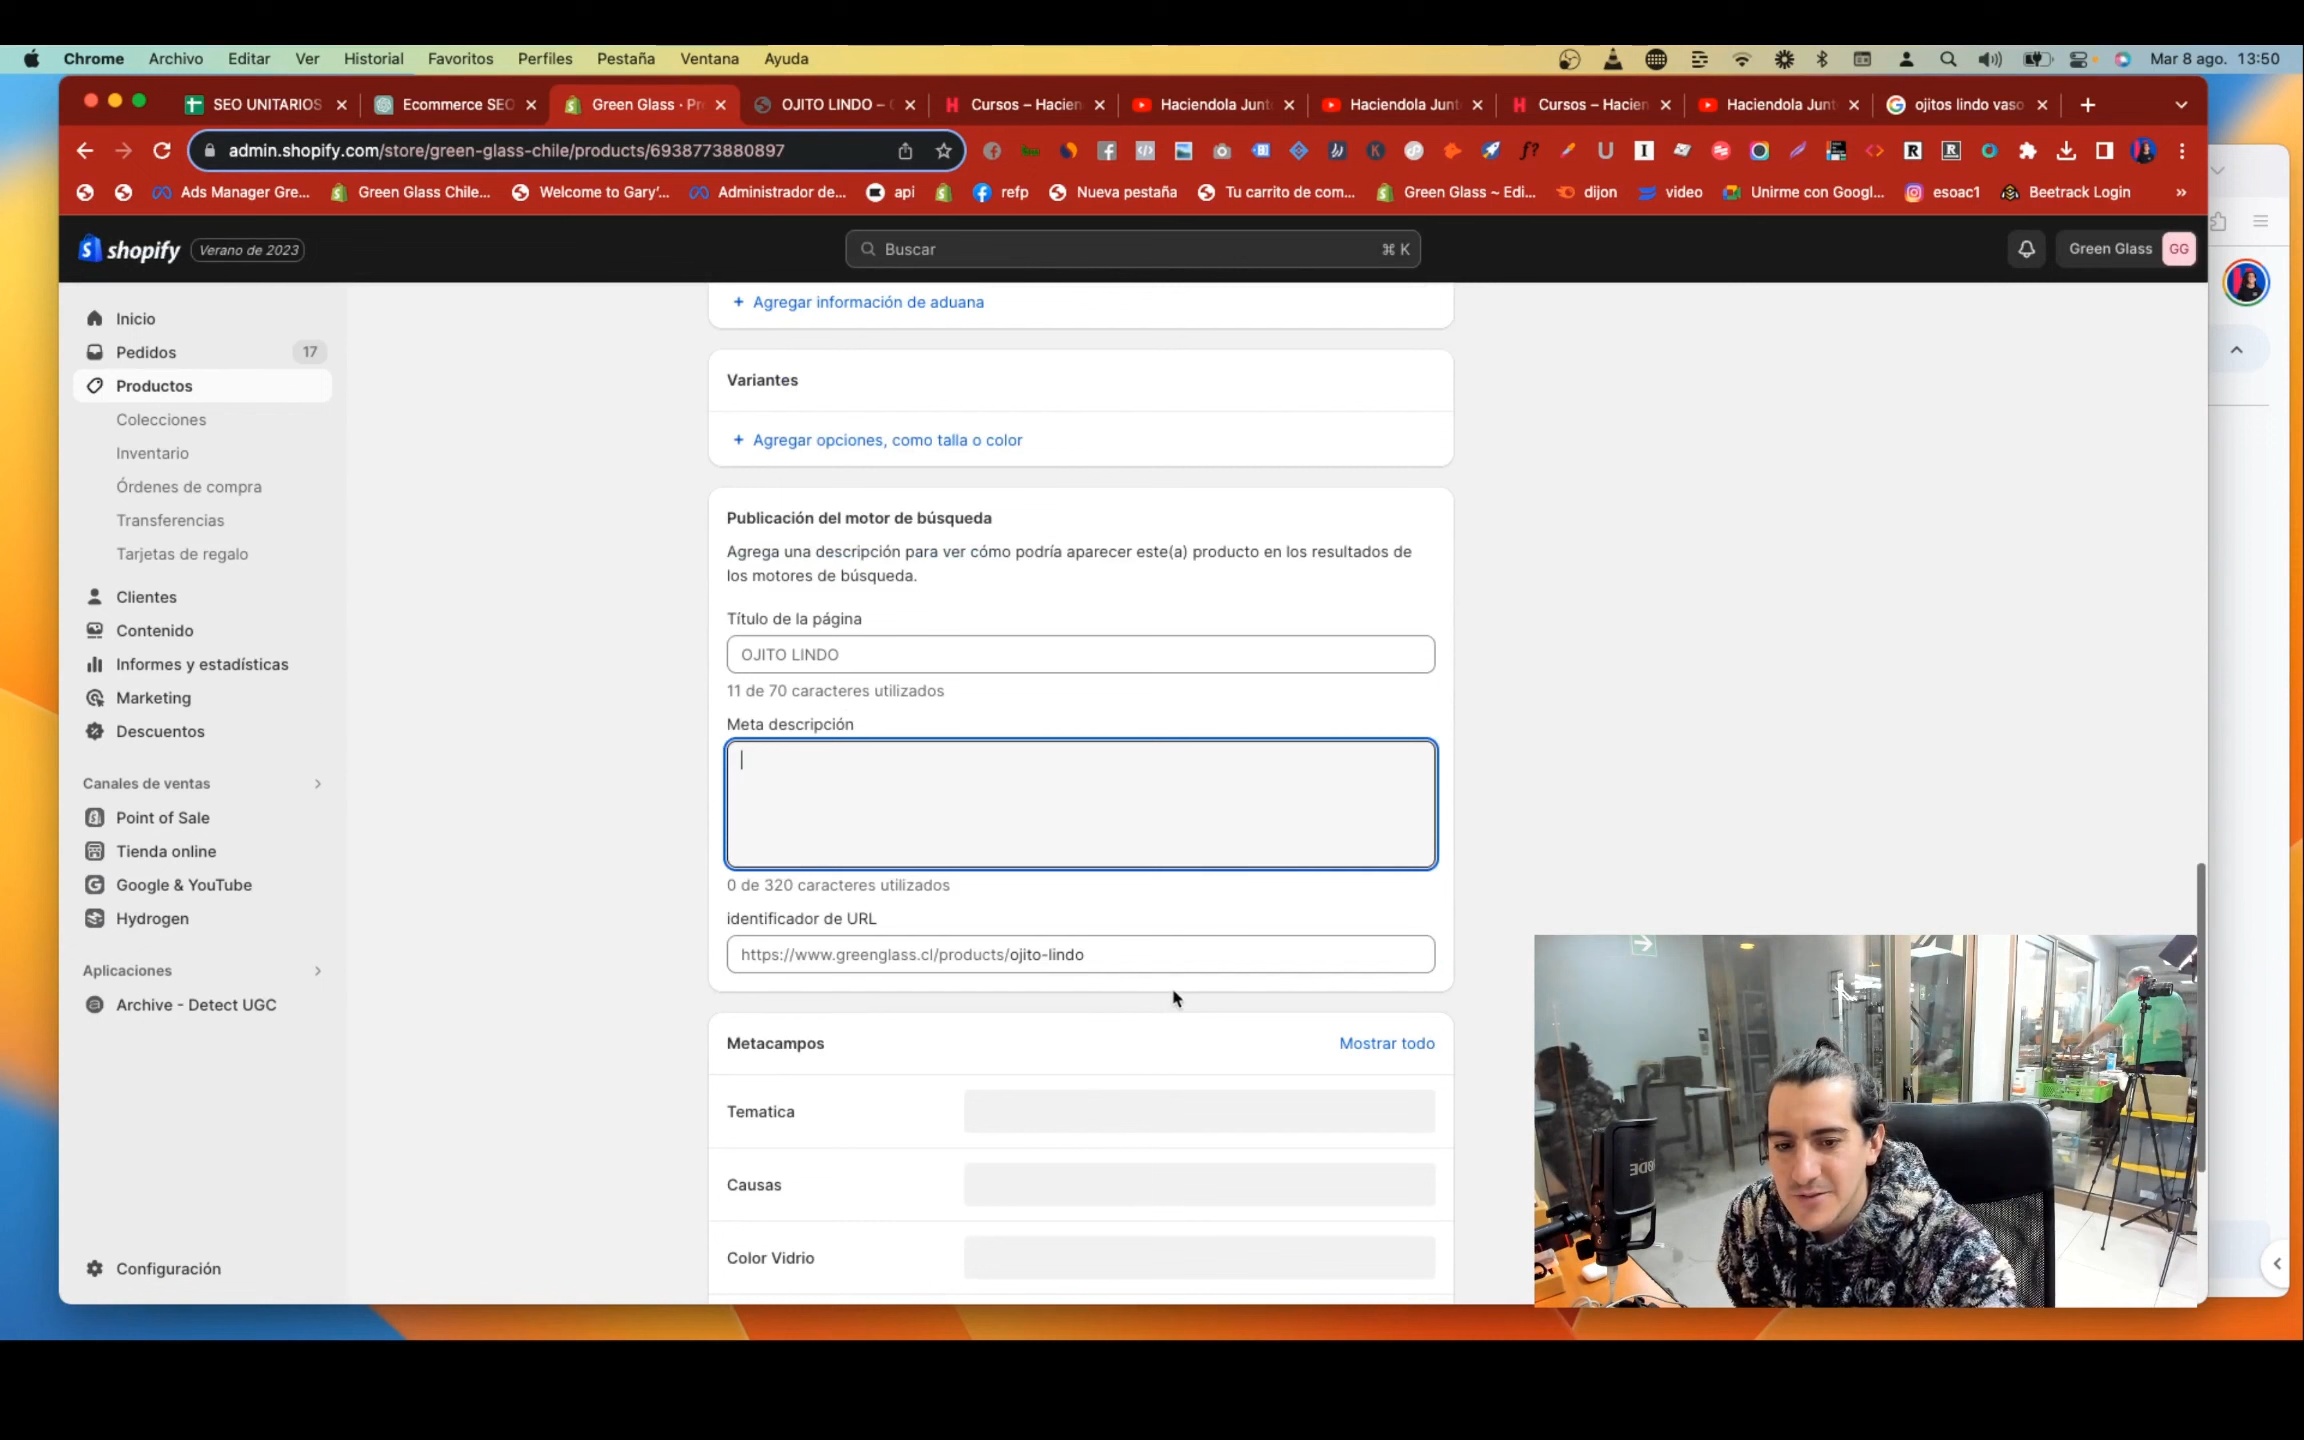 Chrome Archivo Editar Ver Historial Favoritos Perfiles Pestaña Ventana Ayuda Mar 8 ago. 13:50
SEO UNITARIOS Ecommerce SEO Green Glass · Pr OJITO LINDO – Cursos – Hacien Haciendola Junt Haciendola Junt Cursos – Hacien Haciendola Junt ojitos lindo vaso
admin.shopify.com/store/green-glass-chile/products/6938773880897
Ads Manager Gre... Green Glass Chile... Welcome to Gary'... Administrador de... api refp Nueva pestaña Tu carrito de com... Green Glass ~ Edi... dijon video Unirme con Googl... esoac1 Beetrack Login »
shopify Verano de 2023 Buscar ⌘ K Green Glass GG
Inicio
Pedidos 17
Productos
Colecciones
Inventario
Órdenes de compra
Transferencias
Tarjetas de regalo
Clientes
Contenido
Informes y estadísticas
Marketing
Descuentos
Canales de ventas
Point of Sale
Tienda online
Google & YouTube
Hydrogen
Aplicaciones
Archive - Detect UGC
Configuración
+ Agregar información de aduana
Variantes
+ Agregar opciones, como talla o color
Publicación del motor de búsqueda
Agrega una descripción para ver cómo podría aparecer este(a) producto en los resultados de
los motores de búsqueda.
Título de la página
OJITO LINDO
11 de 70 caracteres utilizados
Meta descripción
0 de 320 caracteres utilizados
identificador de URL
https://www.greenglass.cl/products/ojito-lindo
Metacampos Mostrar todo
Tematica
Causas
Color Vidrio